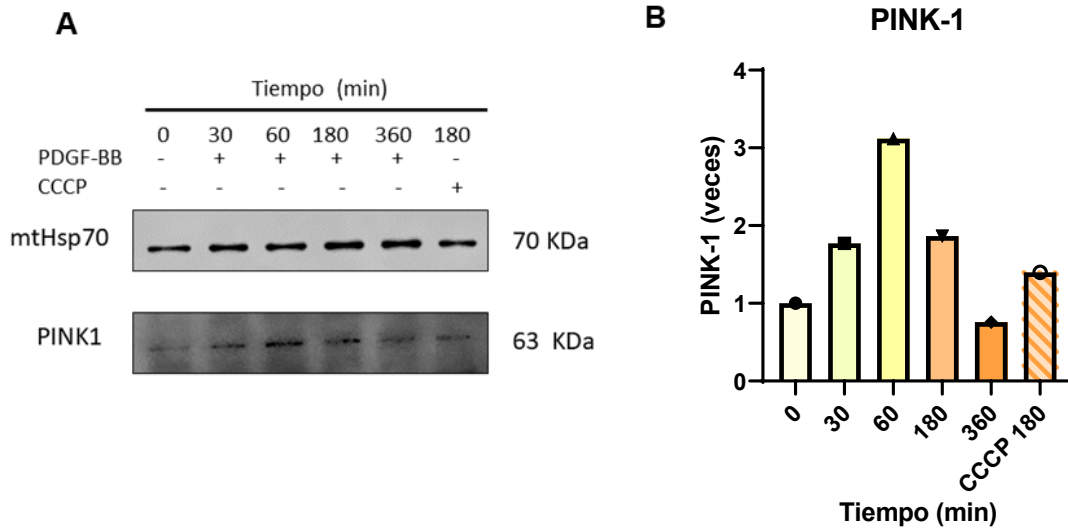 A
Tiempo (min)
0 30 60 180 360 180
PDGF-BB - + + + + -
CCCP - - - - - +
mtHsp70 70 KDa
PINK1 63 KDa
B
PINK-1
PINK-1 (veces)
4
3
2
1
0
0 30 60 180 360 CCCP 180
Tiempo (min)